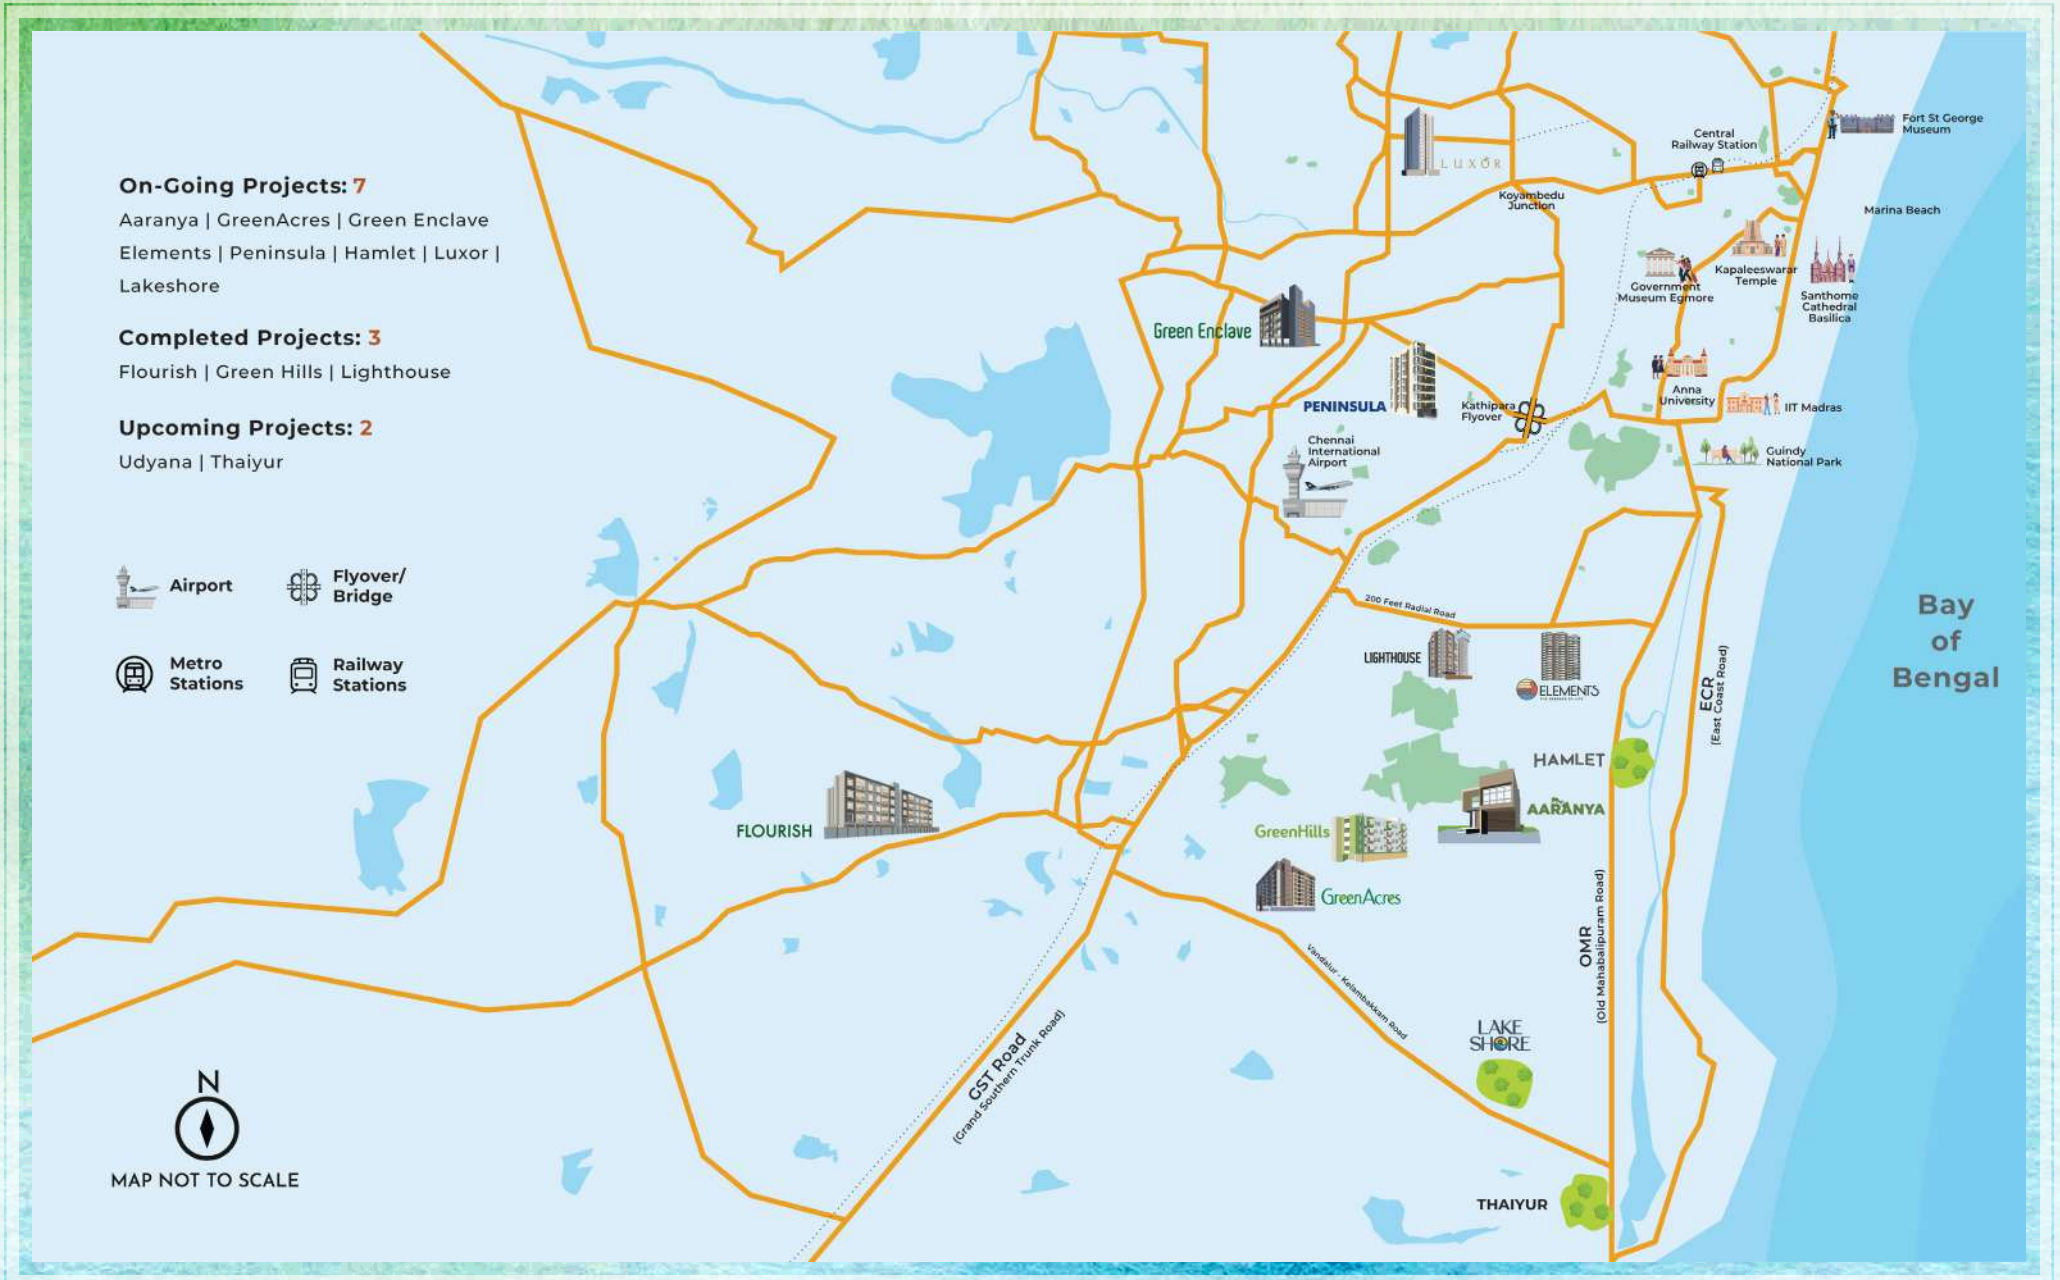 On-Going Projects: 7
Aaranya | GreenAcres | Green Enclave
Elements | Peninsula | Hamlet | Luxor |
Lakeshore
Completed Projects: 3
Flourish | Green Hills | Lighthouse
Upcoming Projects: 2
Udyana | Thaiyur
Airport
Flyover/
Bridge
Metro
Stations
Railway
Stations
N
MAP NOT TO SCALE
LUXOR
Koyambedu
Junction
Central
Railway Station
Fort St George
Museum
Marina Beach
Government
Museum Egmore
Kapaleeswarar
Temple
Santhome
Cathedral
Basilica
Green Enclave
PENINSULA
Kathipara
Flyover
Anna
University
IIT Madras
Guindy
National Park
Chennai
International
Airport
200 Feet Radial Road
LIGHTHOUSE
ELEMENTS
ECR
(East Coast Road)
Bay
of
Bengal
HAMLET
AARANYA
FLOURISH
GreenHills
GreenAcres
OMR
(Old Mahabalipuram Road)
Vandalur - Kelambakkam Road
GST Road
(Grand Southern Trunk Road)
LAKE
SHORE
THAIYUR